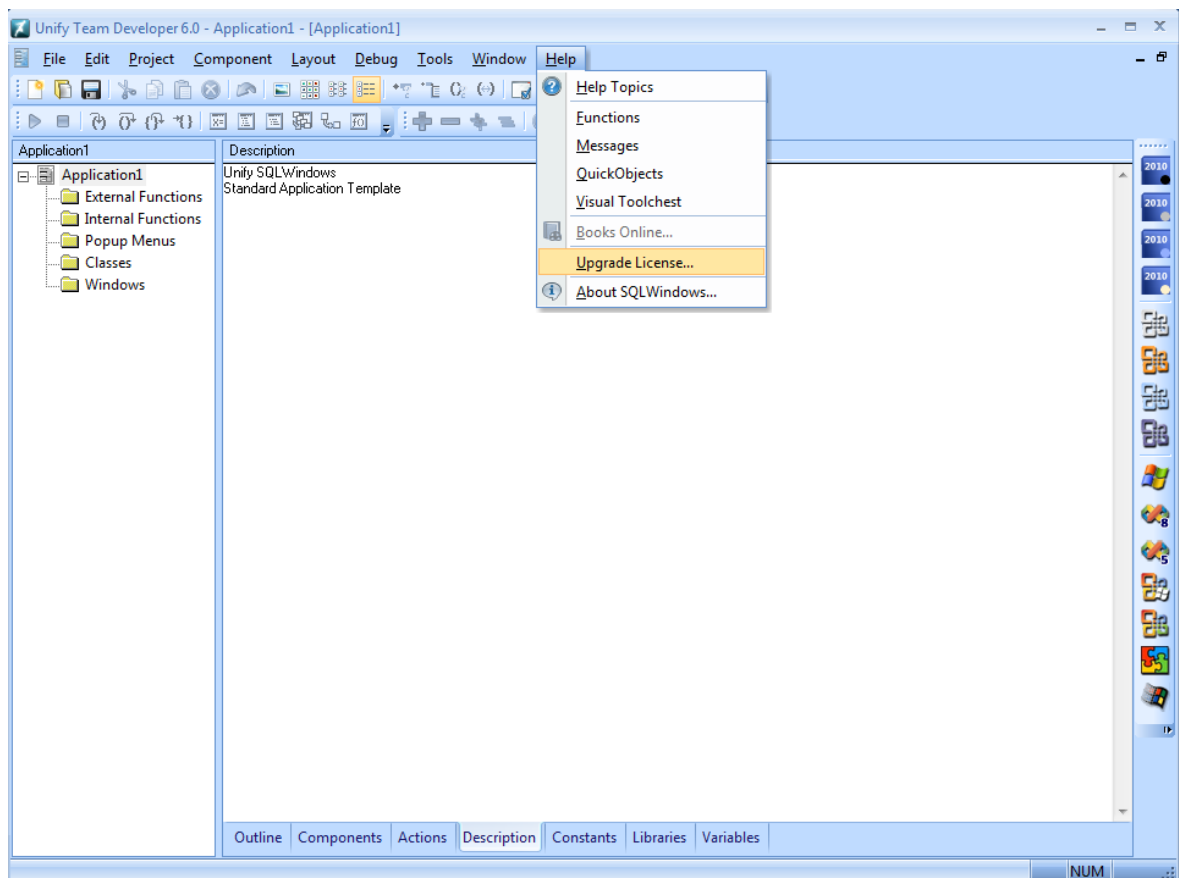 Unify Team Developer 6.0 - Application1 - [Application1]
File Edit Project Component Layout Debug Tools Window Help
Help Topics
Functions
Messages
QuickObjects
Visual Toolchest
Books Online...
Upgrade License...
About SQLWindows...
Application1
Application1
External Functions
Internal Functions
Popup Menus
Classes
Windows
Description
Unify SQLWindows
Standard Application Template
2010
2010
2010
2010
8
5
Outline Components Actions Description Constants Libraries Variables
NUM